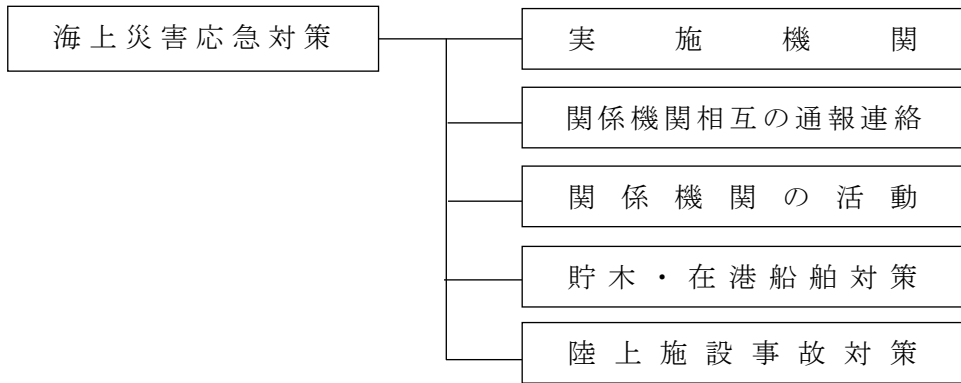 海上災害応急対策
実施機関
関係機関相互の通報連絡
関係機関の活動
貯木・在港船舶対策
陸上施設事故対策